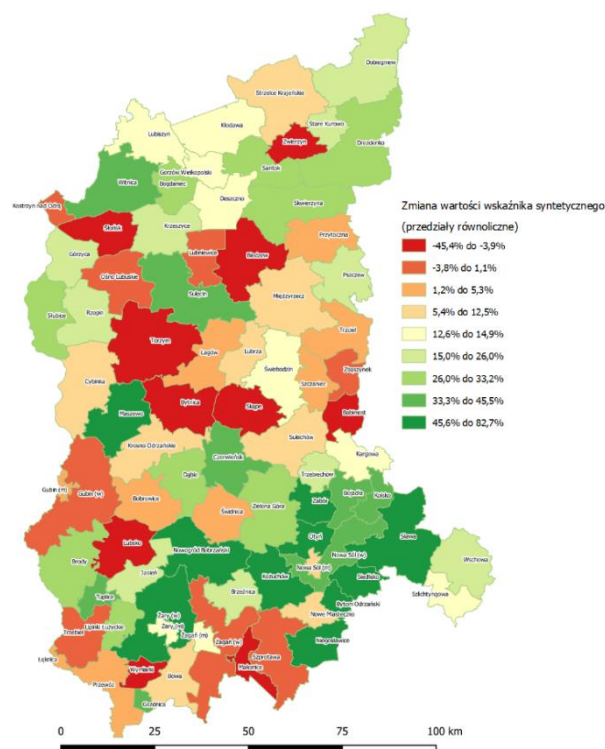 Dobiegniew
Strzelce Krajeńskie
Stare Kurowo
Kłodawa
Lubiszyn
Zwierzyn
Drezdenko
Gorzów Wielkopolski
Santok
Witnica
Bogdaniec
Deszczno
Skwierzyna
Kostrzyn nad Odrą
Słońsk
Krzeszyce
Lubniewice
Bledzew
Przytoczna
Górzyca
Ośno Lubuskie
Pszczew
Sulęcin
Międzyrzecz
Słubice
Rzepin
Torzym
Łagów
Lubrza
Trzciel
Świebodzin
Zbąszynek
Szczaniec
Cybinka
Bytnica
Skąpe
Babimost
Maszewo
Sulechów
Krosno Odrzańskie
Kargowa
Czerwieńsk
Trzebiechów
Dąbie
Gubin (m)
Gubin (w)
Bobrowice
Zabór
Bojadła
Kolsko
Świdnica
Zielona Góra
Otyń
Sława
Lubsko
Nowogród Bobrzański
Nowa Sól (w)
Wschowa
Brody
Jasień
Nowa Sól (m)
Kożuchów
Siedlisko
Tuplice
Brzeźnica
Szlichtyngowa
Bytom Odrzański
Nowe Miasteczko
Żary (w)
Lipinki Łużyckie
Żary (m)
Trzebiel
Żagań (m)
Żagań (w)
Niegosławice
Szprotawa
Łęknica
Wymiarki
Małomice
Iłowa
Przewóz
Gozdnica
Zmiana wartości wskaźnika syntetycznego
(przedziały równoliczne)
-45,4% do -3,9%
-3,8% do 1,1%
1,2% do 5,3%
5,4% do 12,5%
12,6% do 14,9%
15,0% do 26,0%
26,0% do 33,2%
33,3% do 45,5%
45,6% do 82,7%
0 25 50 75 100 km